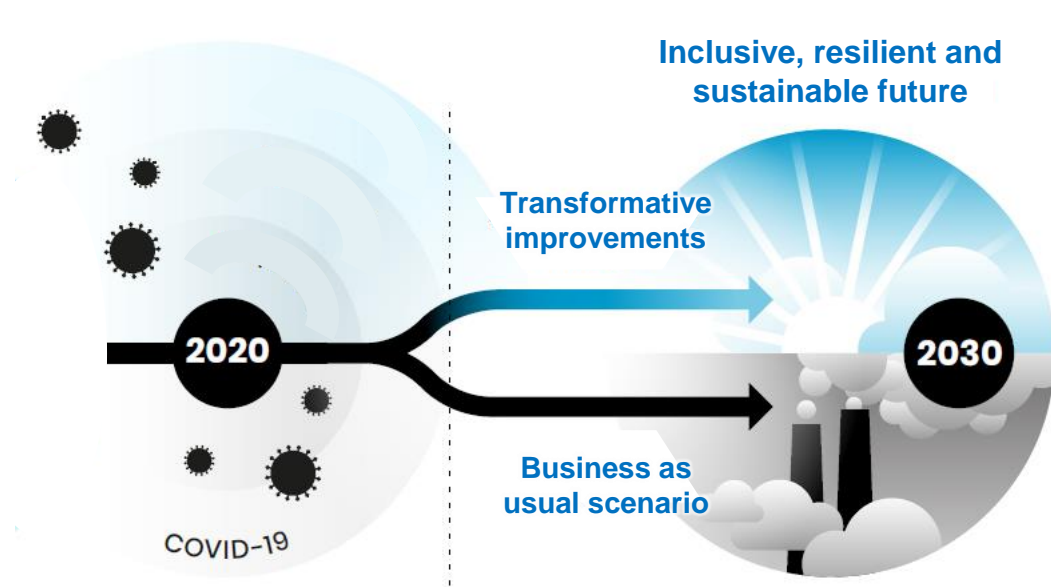 Inclusive, resilient and
sustainable future
Transformative
improvements
2020
2030
Business as
usual scenario
COVID-19